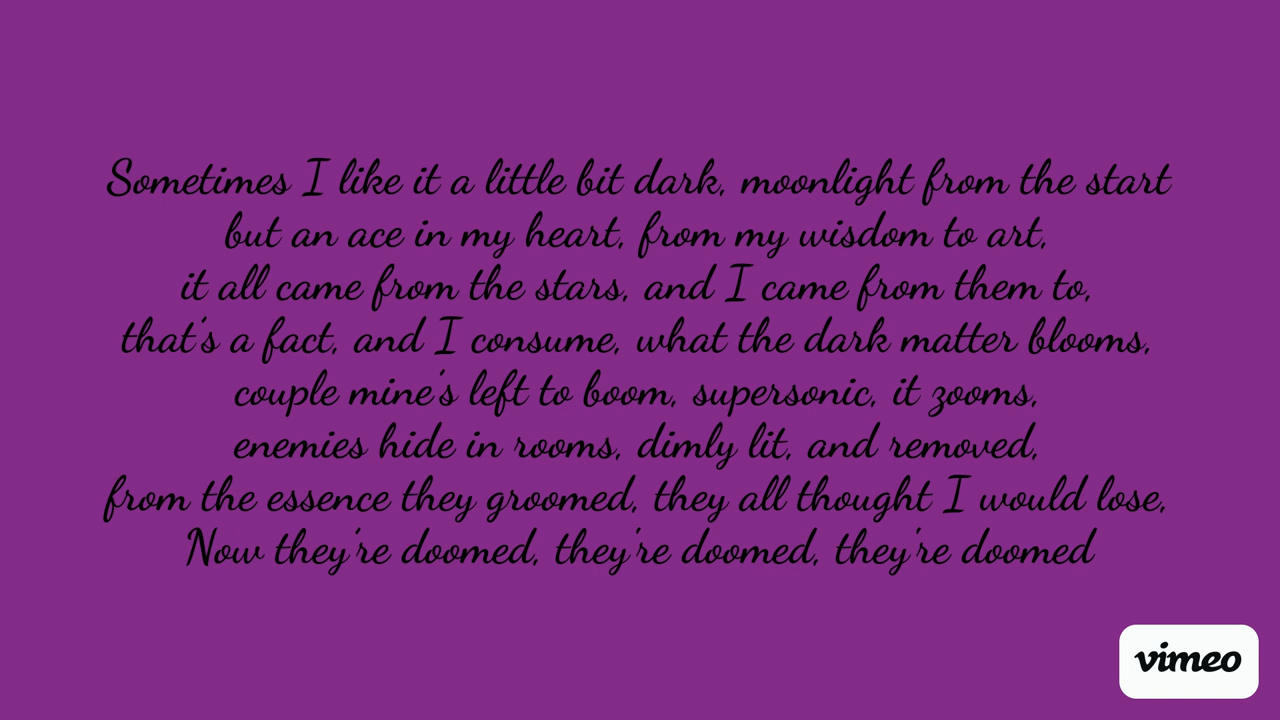 Sometimes I like it a little bit dark, moonlight from the start
but an ace in my heart, from my wisdom to art,
it all came from the stars, and I came from them to,
that's a fact, and I consume, what the dark matter blooms,
couple mine's left to boom, supersonic, it zooms,
enemies hide in rooms, dimly lit, and removed,
from the essence they groomed, they all thought I would lose,
Now they're doomed, they're doomed, they're doomed
vimeo